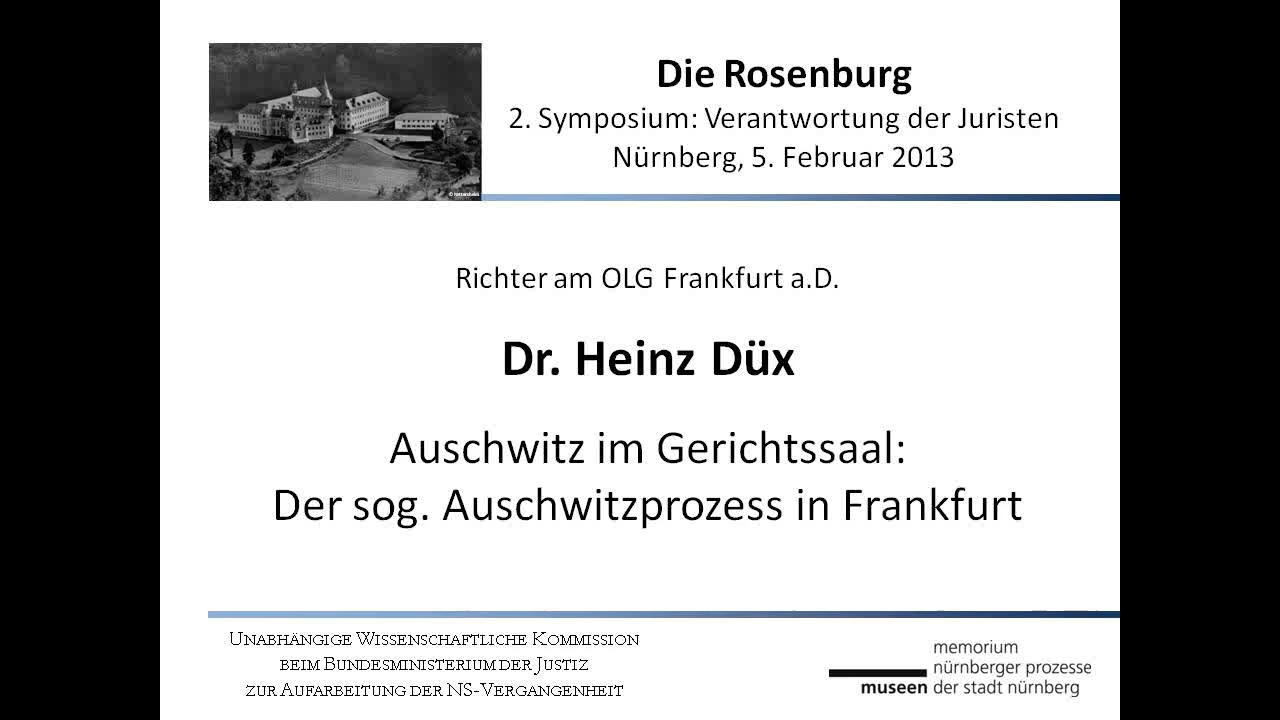 Die Rosenburg
2. Symposium: Verantwortung der Juristen
Nürnberg, 5. Februar 2013
Richter am OLG Frankfurt a.D.
Dr. Heinz Düx
Auschwitz im Gerichtssaal:
Der sog. Auschwitzprozess in Frankfurt
UNABHÄNGIGE WISSENSCHAFTLICHE KOMMISSION
BEIM BUNDESMINISTERIUM DER JUSTIZ
ZUR AUFARBEITUNG DER NS-VERGANGENHEIT
memorium
nürnberger prozesse
museen der stadt nürnberg